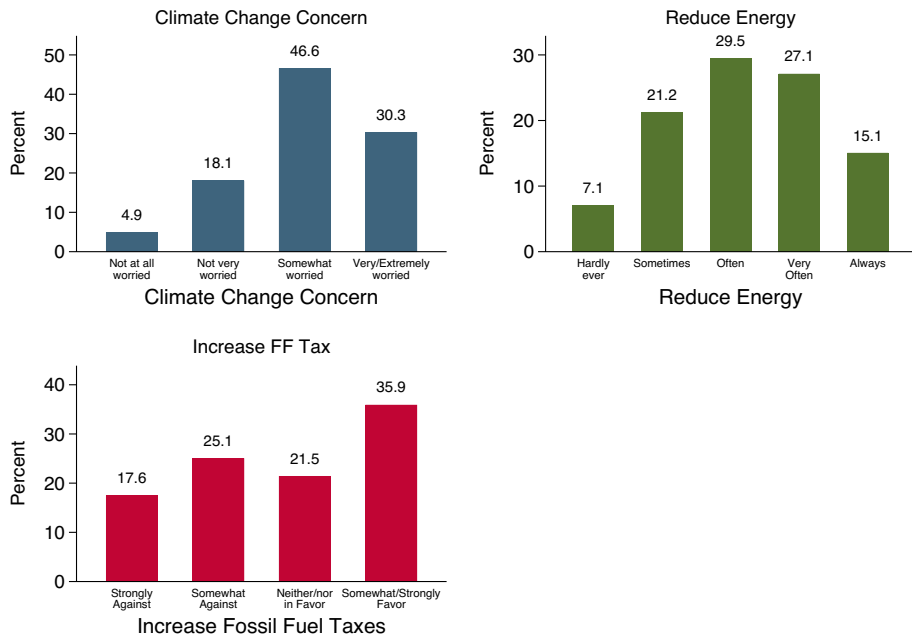 Climate Change Concern
Percent
50
40
30
20
10
0
4.9
18.1
46.6
30.3
Not at all
worried
Not very
worried
Somewhat
worried
Very/Extremely
worried
Climate Change Concern
Reduce Energy
Percent
30
20
10
0
7.1
21.2
29.5
27.1
15.1
Hardly
ever
Sometimes
Often
Very
Often
Always
Reduce Energy
Increase FF Tax
Percent
40
30
20
10
0
17.6
25.1
21.5
35.9
Strongly
Against
Somewhat
Against
Neither/nor
in Favor
Somewhat/Strongly
Favor
Increase Fossil Fuel Taxes